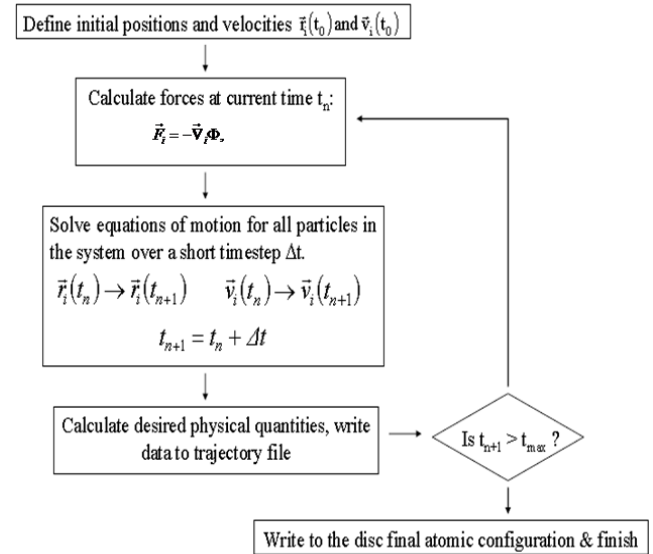 Define initial positions and velocities r⃗ᵢ(t₀) and v⃗ᵢ(t₀)
Calculate forces at current time tₙ:
F⃗ᵢ = −∇⃗ᵢΦ,
Solve equations of motion for all particles in
the system over a short timestep Δt.
r⃗ᵢ(tₙ) → r⃗ᵢ(tₙ₊₁) v⃗ᵢ(tₙ) → v⃗ᵢ(tₙ₊₁)
tₙ₊₁ = tₙ + Δt
Calculate desired physical quantities, write
data to trajectory file
Is tₙ₊₁ > tₘₐₓ ?
Write to the disc final atomic configuration & finish